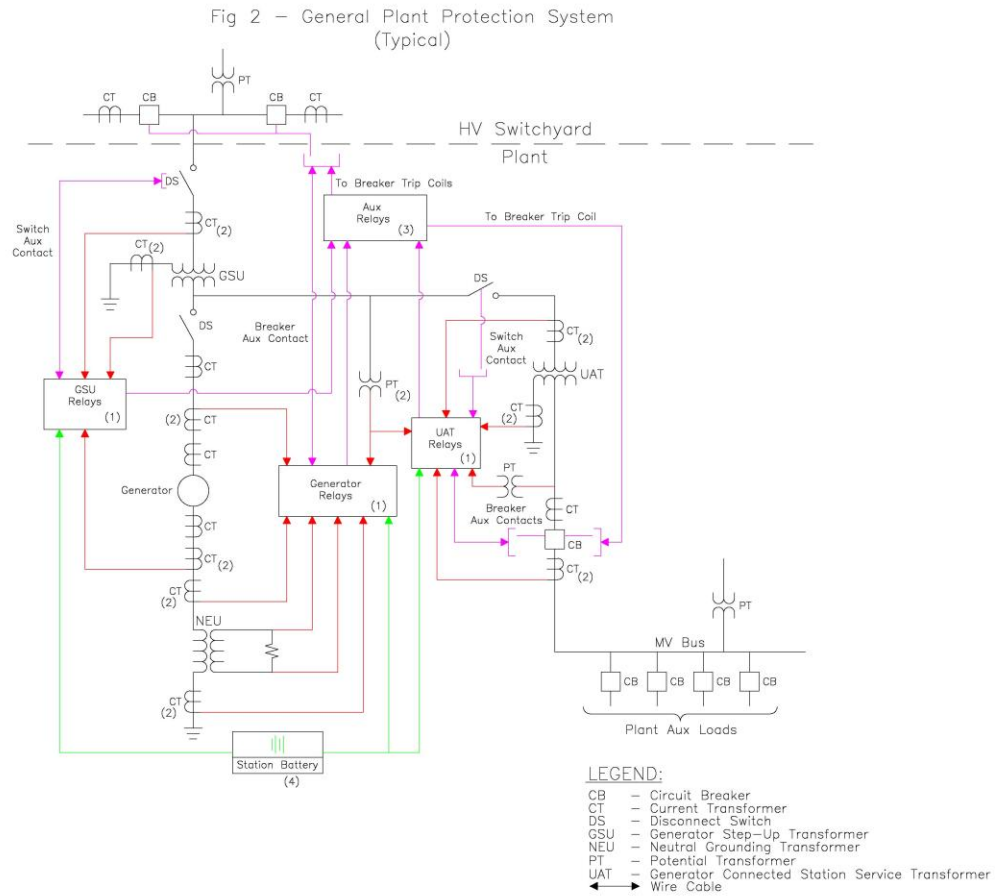 Fig 2 – General Plant Protection System
(Typical)
PT
CT
CB
CB
CT
HV Switchyard
Plant
DS
To Breaker Trip Coils
Aux
Relays
(3)
To Breaker Trip Coil
Switch
Aux
Contact
CT
(2)
CT
(2)
GSU
DS
DS
Breaker
Aux Contact
Switch
Aux
Contact
CT
(2)
CT
UAT
PT
(2)
GSU
Relays
(1)
CT
(2)
(2)
CT
UAT
Relays
(1)
CT
PT
Generator
Generator
Relays
(1)
Breaker
Aux Contacts
CT
CT
CB
CT
(2)
CT
(2)
CT
(2)
PT
NEU
MV Bus
CT
(2)
CB
CB
CB
CB
Plant Aux Loads
Station Battery
(4)
LEGEND:
CB – Circuit Breaker
CT – Current Transformer
DS – Disconnect Switch
GSU – Generator Step-Up Transformer
NEU – Neutral Grounding Transformer
PT – Potential Transformer
UAT – Generator Connected Station Service Transformer
Wire Cable